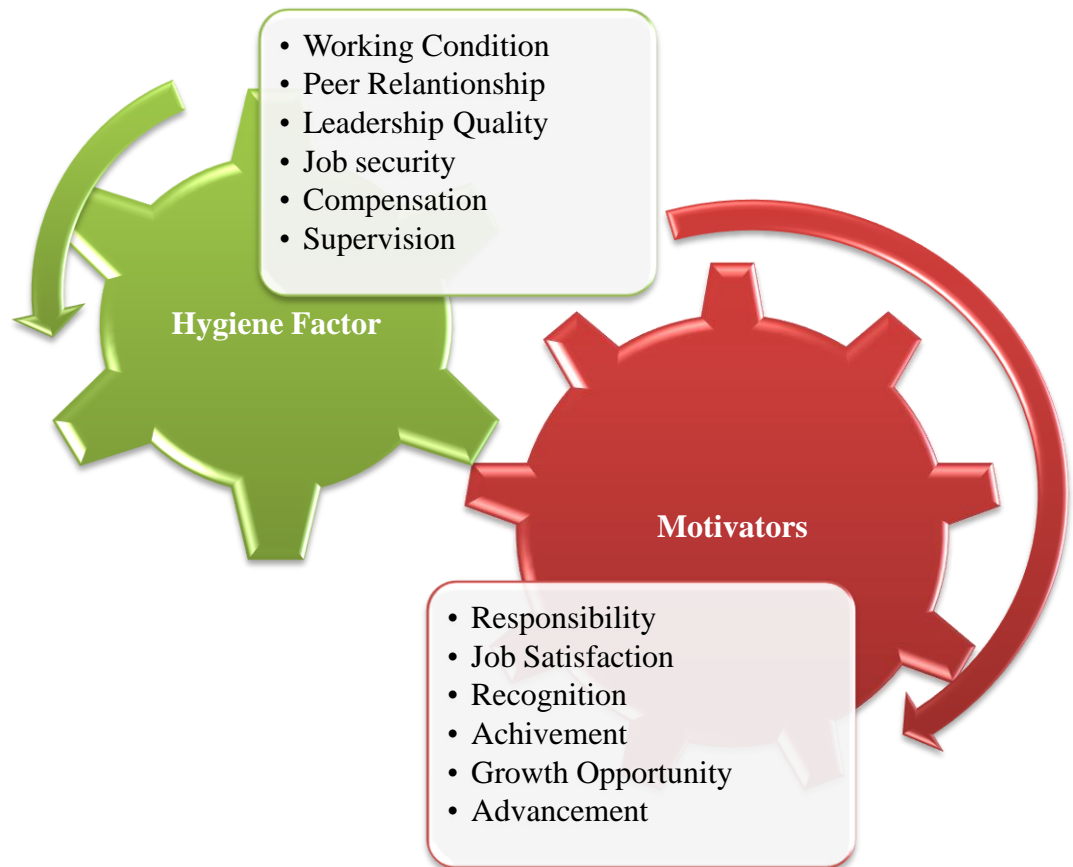 • Working Condition
• Peer Relantionship
• Leadership Quality
• Job security
• Compensation
• Supervision
Hygiene Factor
Motivators
• Responsibility
• Job Satisfaction
• Recognition
• Achivement
• Growth Opportunity
• Advancement